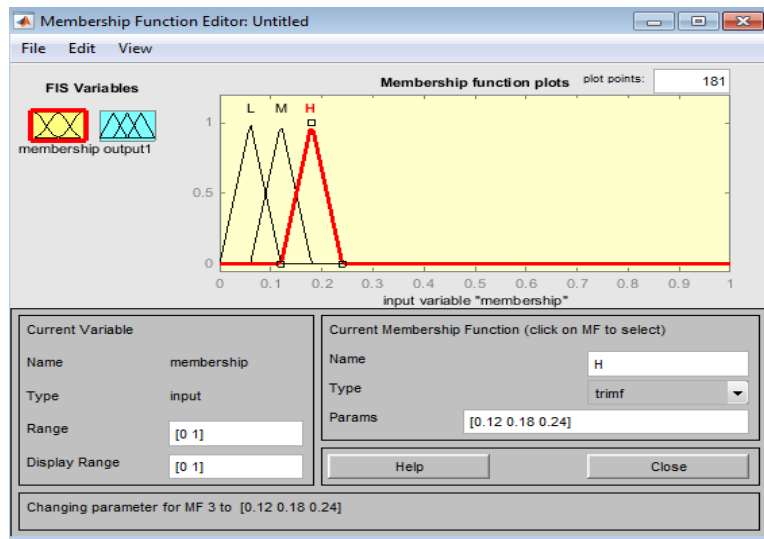 Membership Function Editor: Untitled
File Edit View
FIS Variables
membership output1
Membership function plots plot points: 181
L M H
1
0.5
0
0 0.1 0.2 0.3 0.4 0.5 0.6 0.7 0.8 0.9 1
input variable "membership"
Current Variable
Name membership
Type input
Range [0 1]
Display Range [0 1]
Current Membership Function (click on MF to select)
Name H
Type trimf
Params [0.12 0.18 0.24]
Help Close
Changing parameter for MF 3 to [0.12 0.18 0.24]